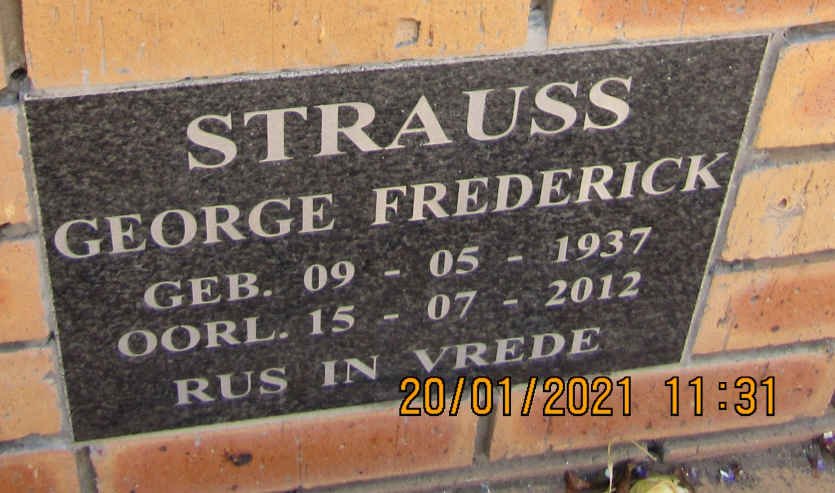 STRAUSS
GEORGE FREDERICK
GEB. 09 - 05 - 1937
OORL. 15 - 07 - 2012
RUS IN VREDE
20/01/2021 11:31